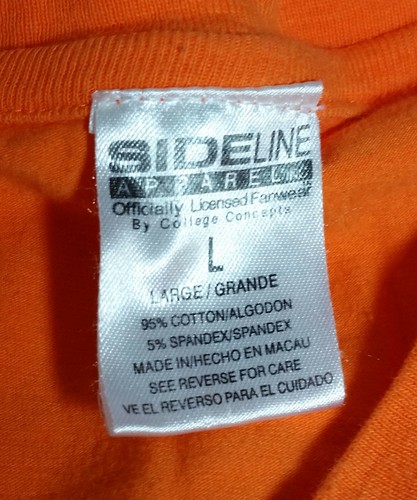 SIDELINE
APPAREL
Officially Licensed Fanwear
By College Concepts
L
LARGE/GRANDE
95% COTTON/ALGODON
5% SPANDEX/SPANDEX
MADE IN/HECHO EN MACAU
SEE REVERSE FOR CARE
VE EL REVERSO PARA EL CUIDADO